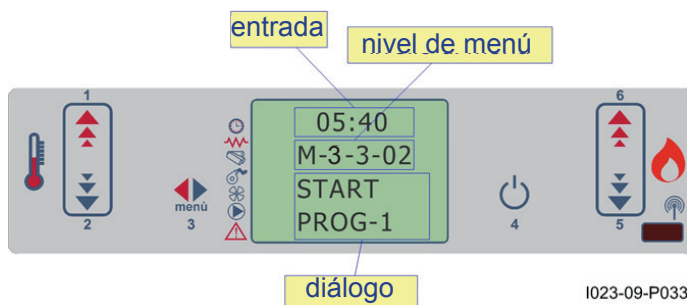 entrada
nivel de menú
1
6
05:40
M-3-3-02
START
PROG-1
menù
2
3
4
5
diálogo
I023-09-P033